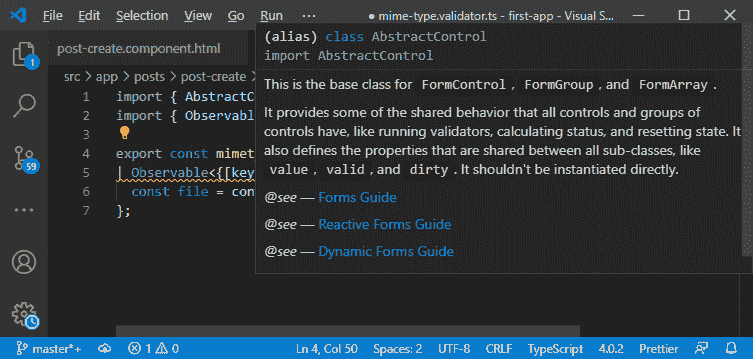 File Edit Selection View Go Run ● mime-type.validator.ts - first-app - Visual S...
post-create.component.html
src > app > posts > post-create >
(alias) class AbstractControl
import AbstractControl
This is the base class for FormControl, FormGroup, and FormArray.
It provides some of the shared behavior that all controls and groups of
controls have, like running validators, calculating status, and resetting state. It
also defines the properties that are shared between all sub-classes, like
value, valid, and dirty. It shouldn't be instantiated directly.
@see — Forms Guide
@see — Reactive Forms Guide
@see — Dynamic Forms Guide
1 import { AbstractC
2 import { Observabl
3
4 export const mimet
5 | Observable<{[key
6 const file = con
7 };
1
59
master*+ 1 0 Ln 4, Col 50 Spaces: 2 UTF-8 CRLF TypeScript 4.0.2 Prettier